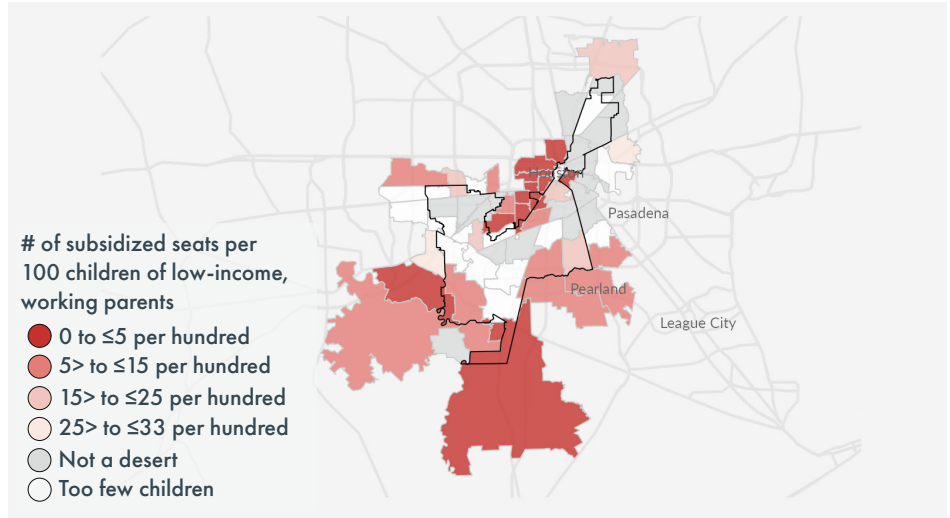 Pasadena
# of subsidized seats per
100 children of low-income,
working parents
0 to ≤5 per hundred
5> to ≤15 per hundred
15> to ≤25 per hundred
25> to ≤33 per hundred
Not a desert
Too few children
Pearland
League City